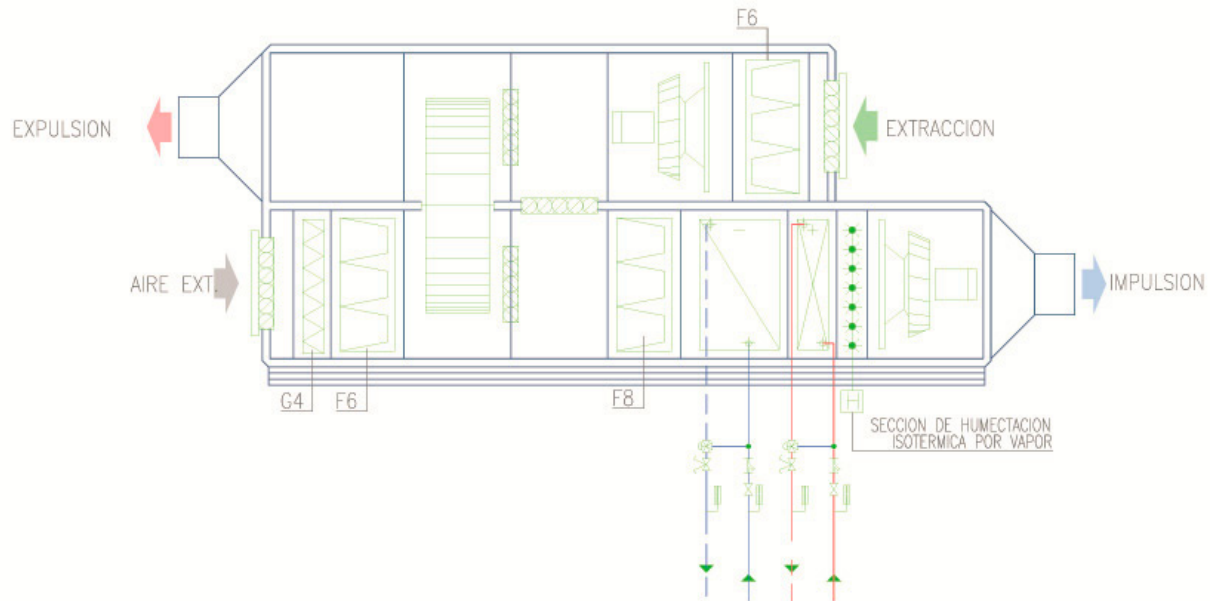 F6
EXPULSION
EXTRACCION
AIRE EXT.
IMPULSION
G4
F6
F8
H
SECCION DE HUMECTACION
ISOTERMICA POR VAPOR